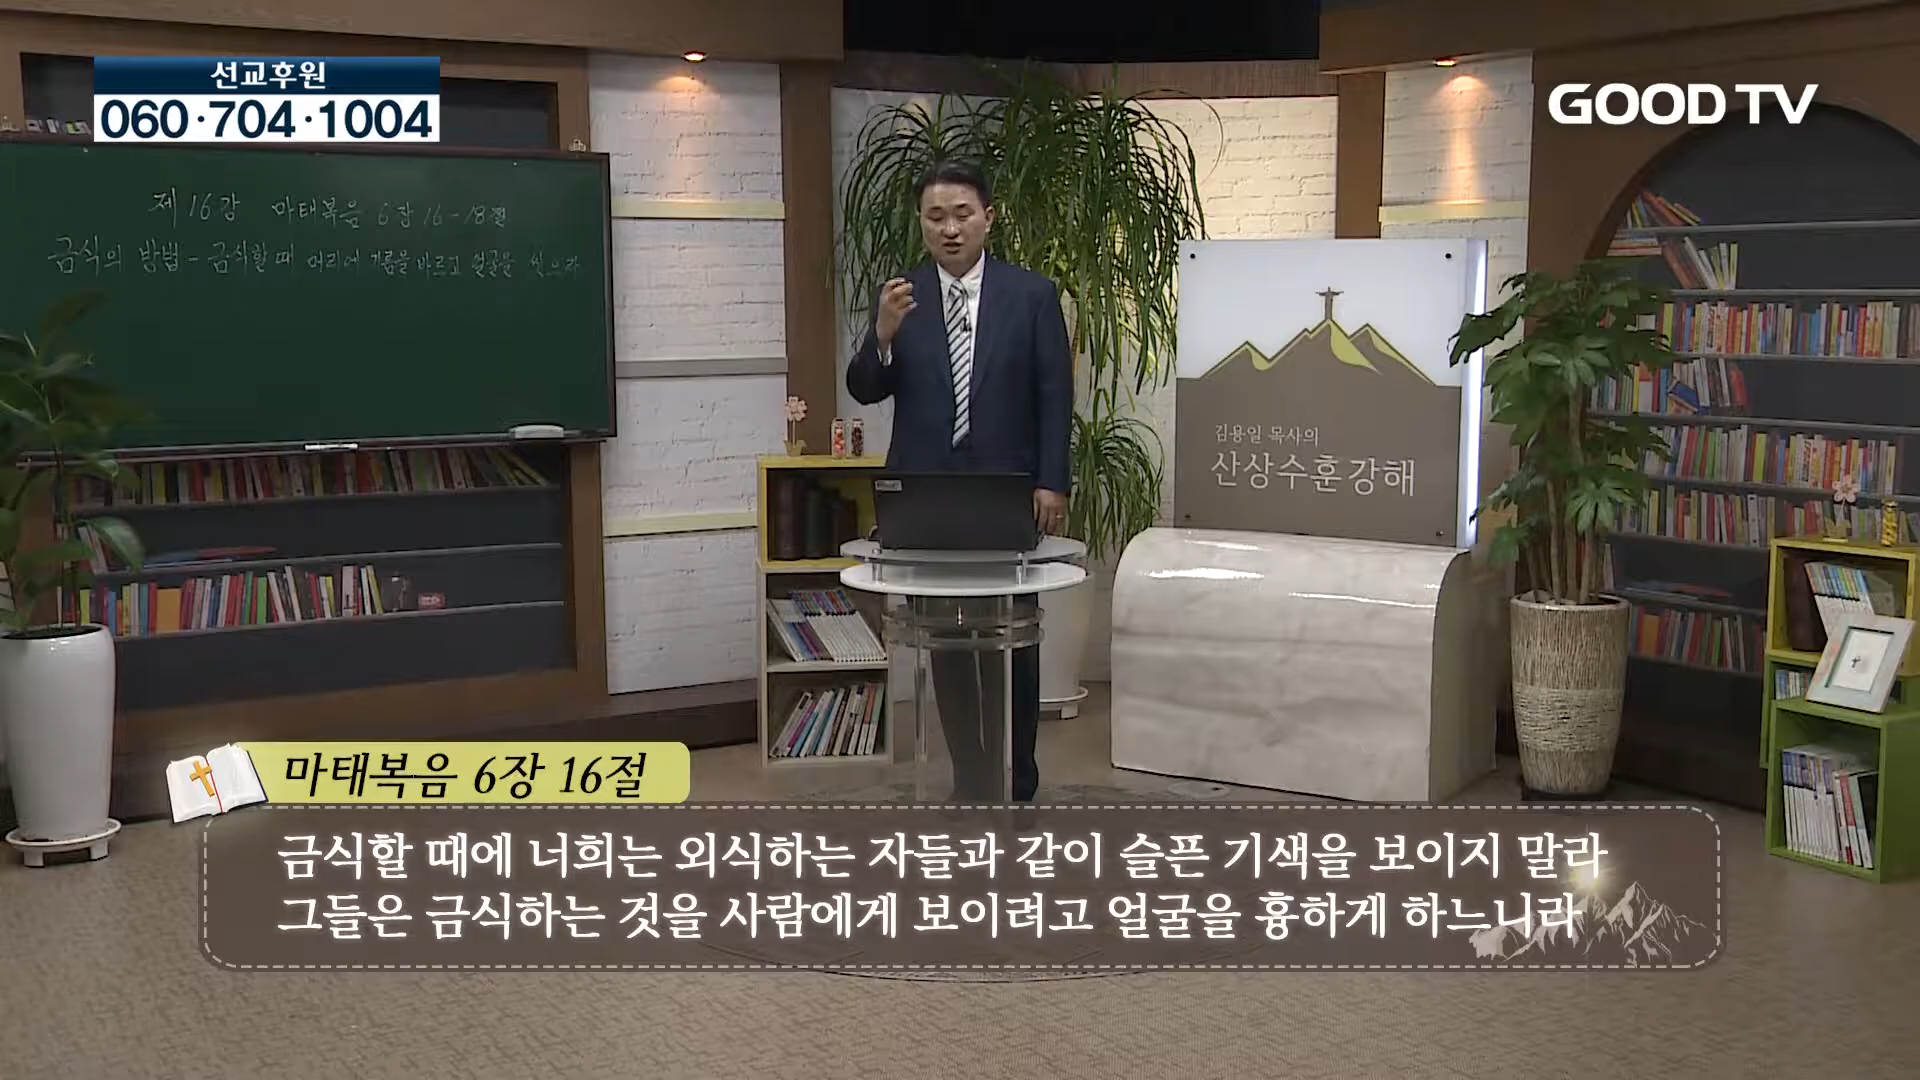 선교후원
060·704·1004
GOOD TV
제 16강 마태복음 6장 16-18절
금식의 방법 - 금식할 때 머리에 기름을 바르고 얼굴을 씻으라
김용일 목사의
산상수훈강해
마태복음 6장 16절
금식할 때에 너희는 외식하는 자들과 같이 슬픈 기색을 보이지 말라
그들은 금식하는 것을 사람에게 보이려고 얼굴을 흉하게 하느니라